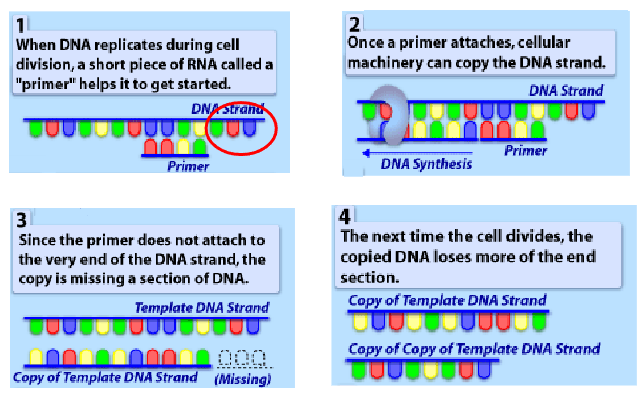 1
When DNA replicates during cell
division, a short piece of RNA called a
"primer" helps it to get started.
DNA Strand
Primer
2
Once a primer attaches, cellular
machinery can copy the DNA strand.
DNA Strand
Primer
DNA Synthesis
3
Since the primer does not attach to
the very end of the DNA strand, the
copy is missing a section of DNA.
Template DNA Strand
Copy of Template DNA Strand
(Missing)
4
The next time the cell divides, the
copied DNA loses more of the end
section.
Copy of Template DNA Strand
Copy of Copy of Template DNA Strand